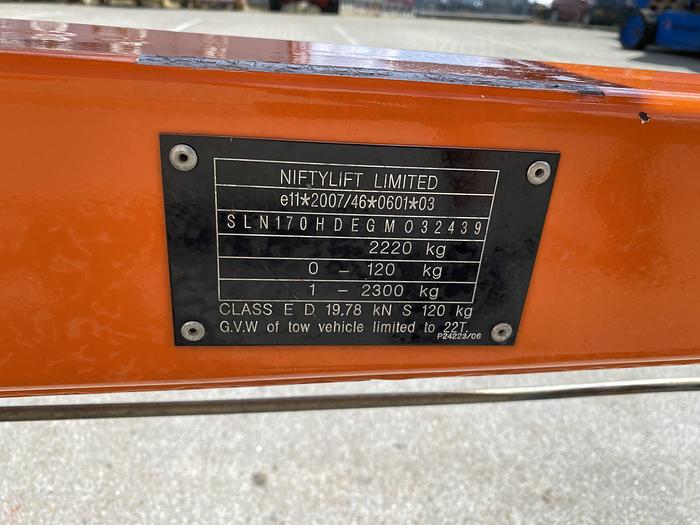 NIFTYLIFT LIMITED
e11*2007/46*0601*03
SLN170HDEGM032439
2220 kg
0 - 120 kg
1 - 2300 kg
CLASS E D 19.78 kN S 120 kg
G.V.W of tow vehicle limited to 22T.
P24223/06